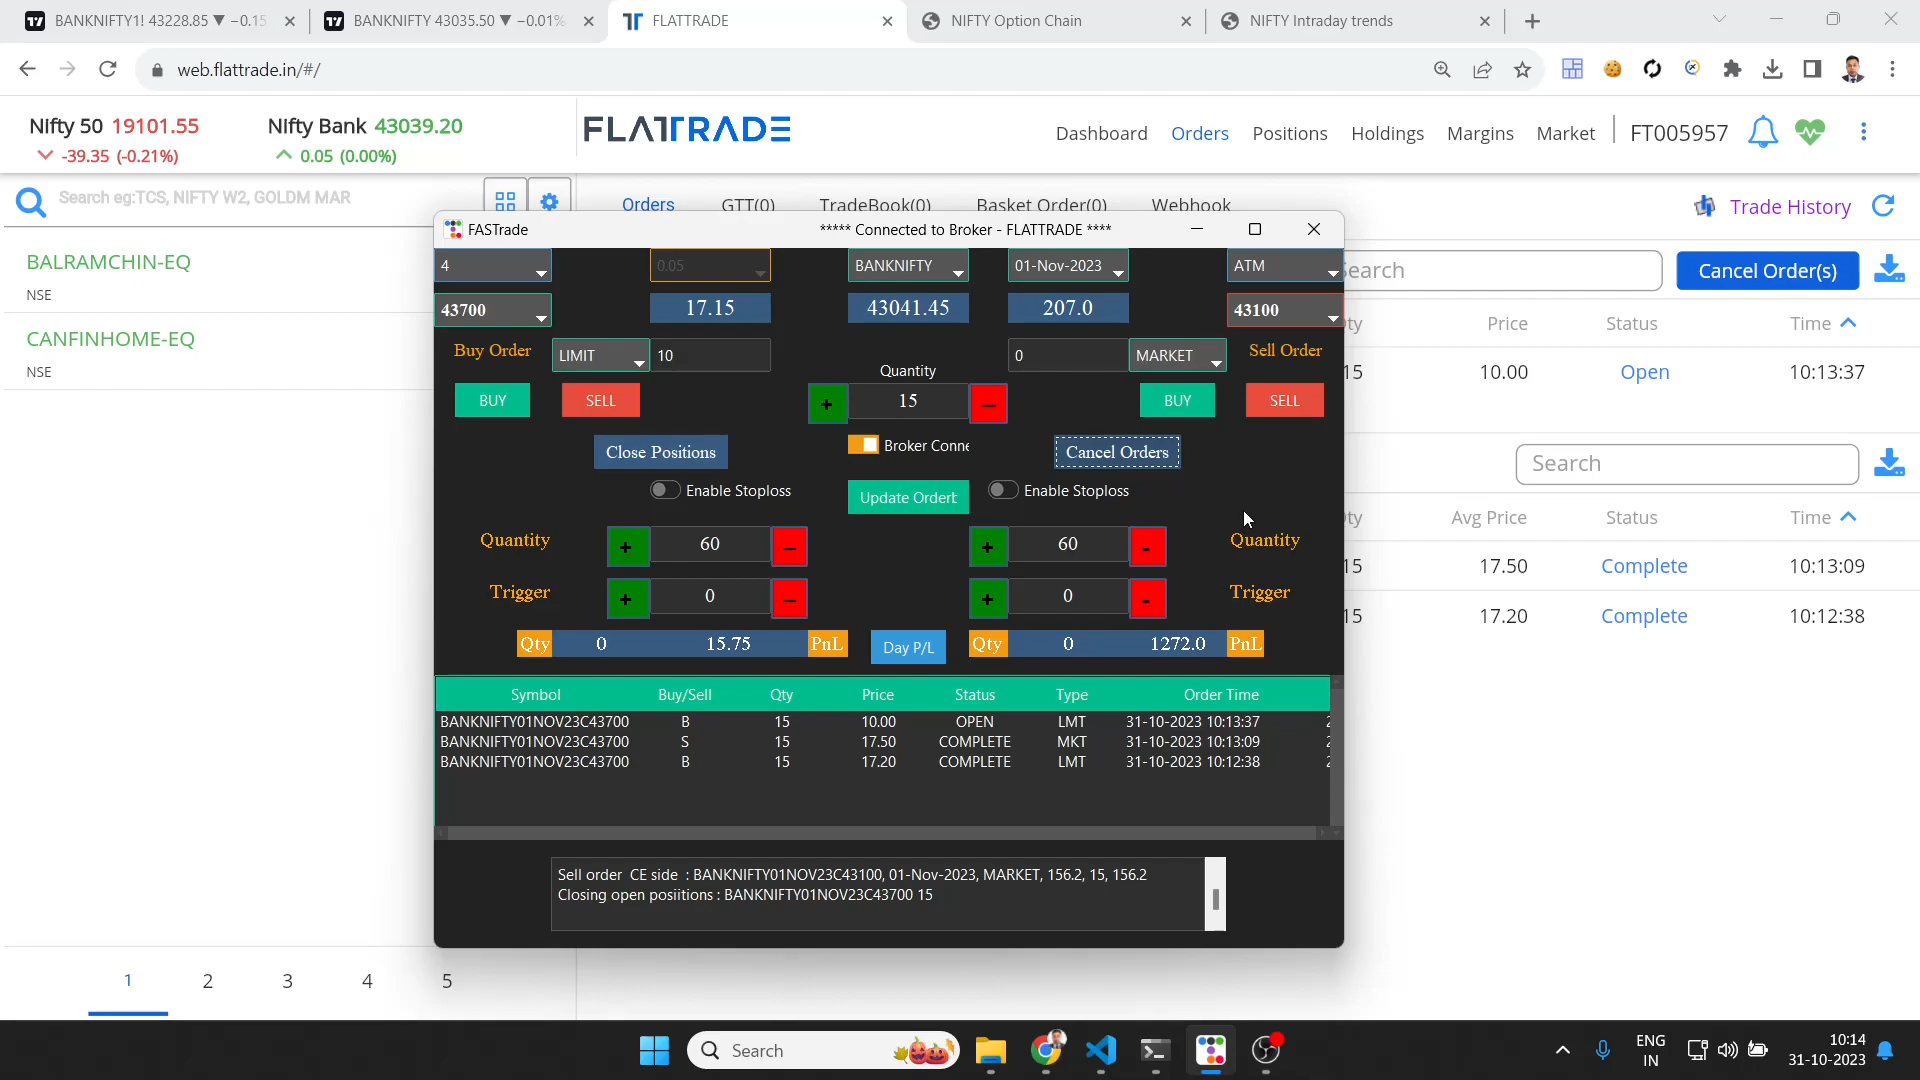 BANKNIFTY1! 43228.85 ▼ −0.15
BANKNIFTY 43035.50 ▼ −0.01%
FLATTRADE
NIFTY Option Chain
NIFTY Intraday trends
web.flattrade.in/#/
Nifty 50 19101.55
-39.35 (-0.21%)
Nifty Bank 43039.20
0.05 (0.00%)
FLATTRADE
Dashboard Orders Positions Holdings Margins Market FT005957
Search eg:TCS, NIFTY W2, GOLDM MAR
Orders GTT(0) TradeBook(0) Basket Order(0) Webhook
Trade History
BALRAMCHIN-EQ
NSE
CANFINHOME-EQ
NSE
1 2 3 4 5
FASTrade ***** Connected to Broker - FLATTRADE ****
4 0.05 BANKNIFTY 01-Nov-2023 ATM
43700 17.15 43041.45 207.0 43100
Buy Order LIMIT 10 0 MARKET Sell Order
Quantity
BUY SELL + 15 – BUY SELL
Close Positions Broker Conne Cancel Orders
Enable Stoploss Update Ordert Enable Stoploss
Quantity + 60 – + 60 - Quantity
Trigger + 0 – + 0 - Trigger
Qty 0 15.75 PnL Day P/L Qty 0 1272.0 PnL
Symbol Buy/Sell Qty Price Status Type Order Time
BANKNIFTY01NOV23C43700 B 15 10.00 OPEN LMT 31-10-2023 10:13:37
BANKNIFTY01NOV23C43700 S 15 17.50 COMPLETE MKT 31-10-2023 10:13:09
BANKNIFTY01NOV23C43700 B 15 17.20 COMPLETE LMT 31-10-2023 10:12:38
Sell order CE side : BANKNIFTY01NOV23C43100, 01-Nov-2023, MARKET, 156.2, 15, 156.2
Closing open posiitions : BANKNIFTY01NOV23C43700 15
earch Cancel Order(s)
ty Price Status Time
15 10.00 Open 10:13:37
Search
ty Avg Price Status Time
15 17.50 Complete 10:13:09
15 17.20 Complete 10:12:38
Search
ENG
IN
10:14
31-10-2023